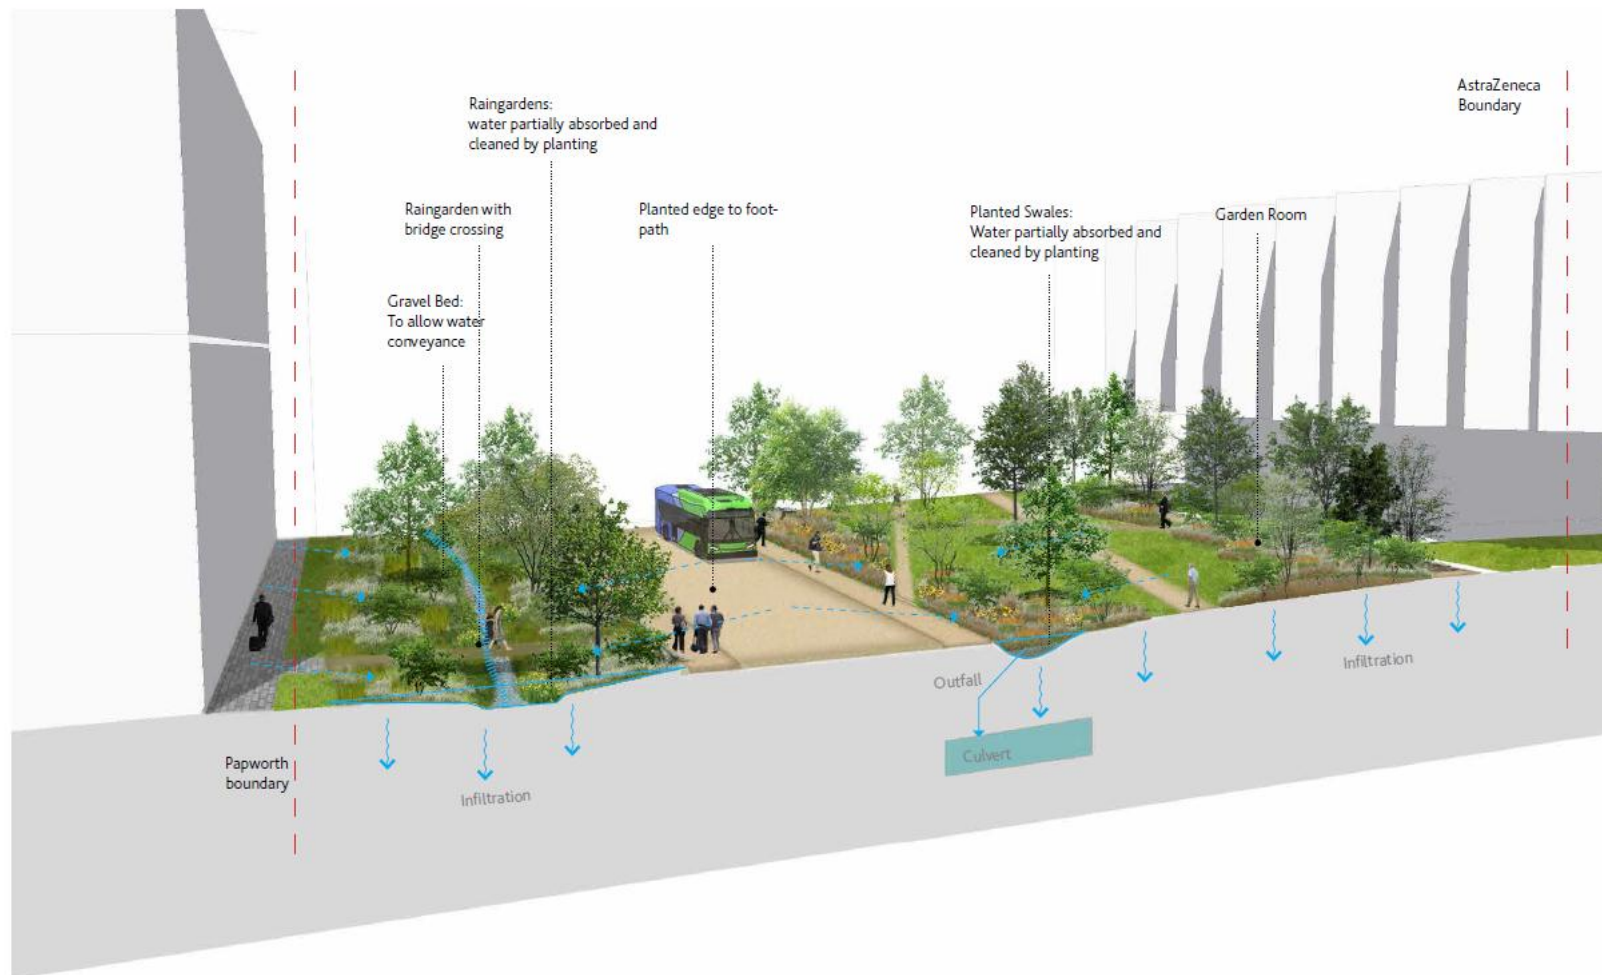 AstraZeneca
Boundary
Raingardens:
water partially absorbed and
cleaned by planting
Raingarden with
bridge crossing
Planted edge to foot-
path
Planted Swales:
Water partially absorbed and
cleaned by planting
Garden Room
Gravel Bed:
To allow water
conveyance
Outfall
Infiltration
Culvert
Papworth
boundary
Infiltration